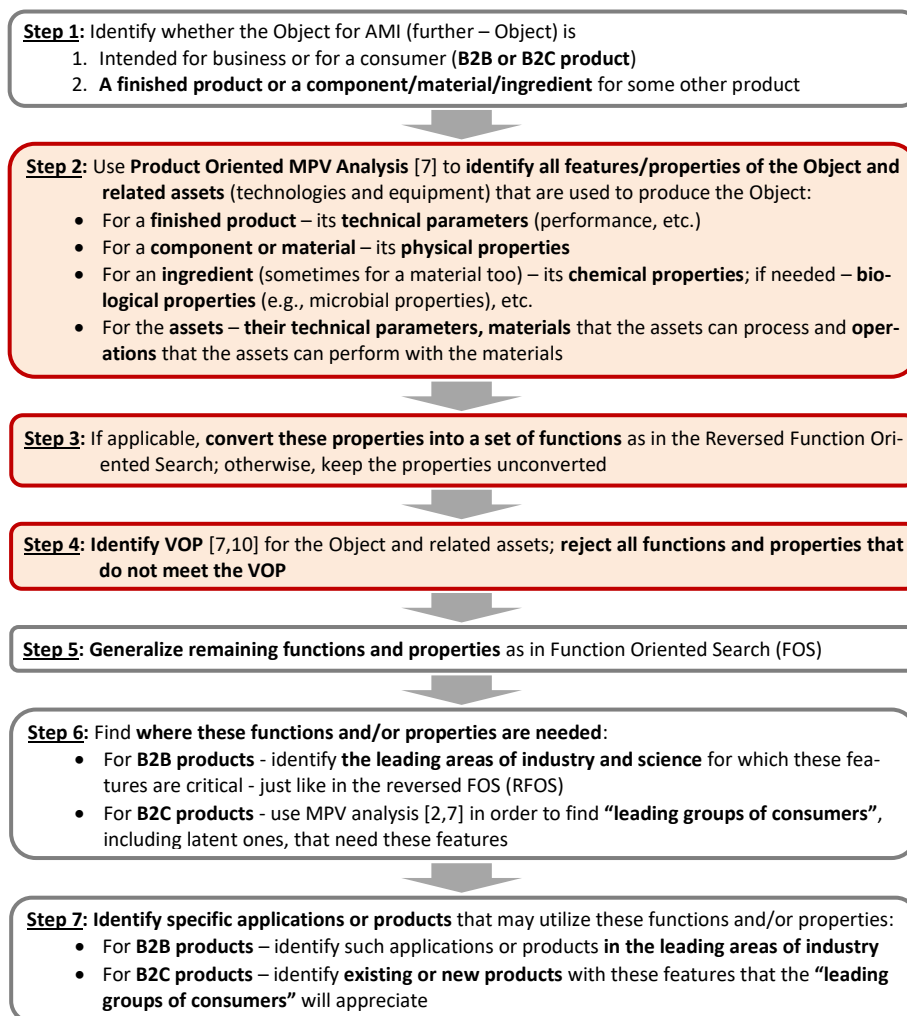 Step 1: Identify whether the Object for AMI (further – Object) is
1. Intended for business or for a consumer (B2B or B2C product)
2. A finished product or a component/material/ingredient for some other product
Step 2: Use Product Oriented MPV Analysis [7] to identify all features/properties of the Object and
related assets (technologies and equipment) that are used to produce the Object:
• For a finished product – its technical parameters (performance, etc.)
• For a component or material – its physical properties
• For an ingredient (sometimes for a material too) – its chemical properties; if needed – bio-
logical properties (e.g., microbial properties), etc.
• For the assets – their technical parameters, materials that the assets can process and oper-
ations that the assets can perform with the materials
Step 3: If applicable, convert these properties into a set of functions as in the Reversed Function Ori-
ented Search; otherwise, keep the properties unconverted
Step 4: Identify VOP [7,10] for the Object and related assets; reject all functions and properties that
do not meet the VOP
Step 5: Generalize remaining functions and properties as in Function Oriented Search (FOS)
Step 6: Find where these functions and/or properties are needed:
• For B2B products - identify the leading areas of industry and science for which these fea-
tures are critical - just like in the reversed FOS (RFOS)
• For B2C products - use MPV analysis [2,7] in order to find “leading groups of consumers”,
including latent ones, that need these features
Step 7: Identify specific applications or products that may utilize these functions and/or properties:
• For B2B products – identify such applications or products in the leading areas of industry
• For B2C products – identify existing or new products with these features that the “leading
groups of consumers” will appreciate